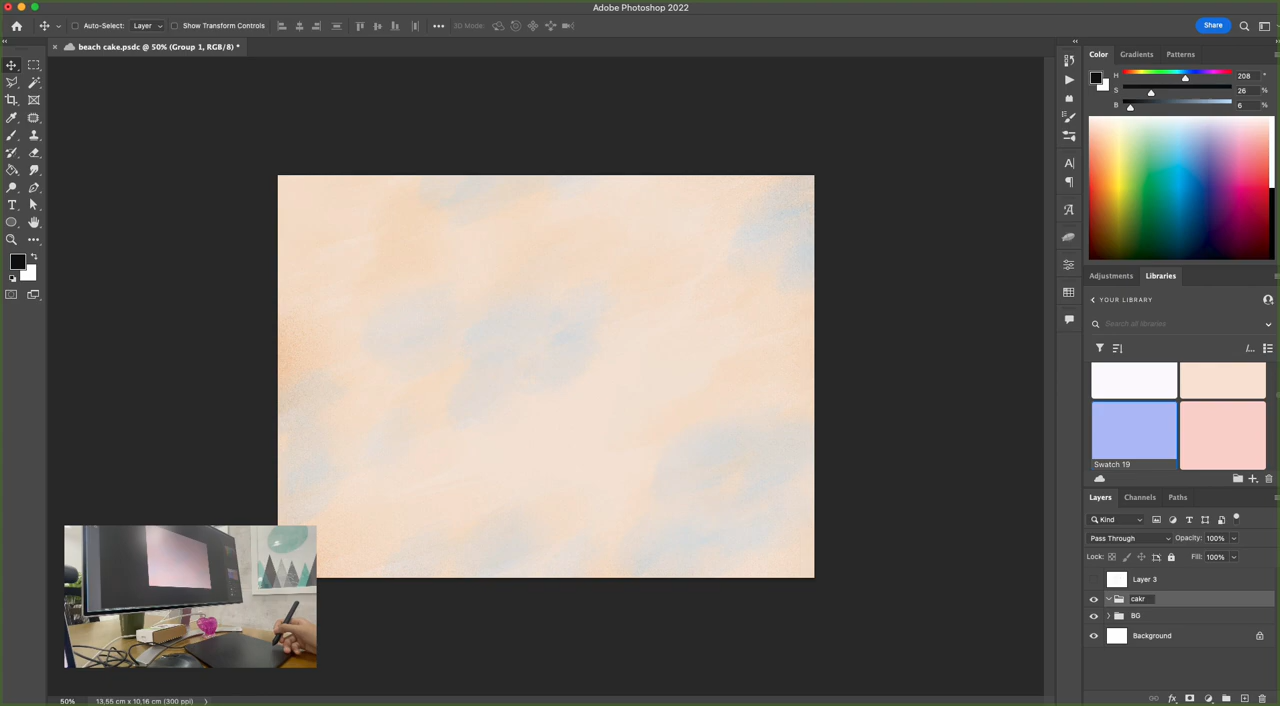 Adobe Photoshop 2022
Auto-Select: Layer Show Transform Controls 3D Mode: Share
beach cake.psdc @ 50% (Group 1, RGB/8) *
Color Gradients Patterns
H 208 °
S 26 %
B 6 %
Adjustments Libraries
YOUR LIBRARY
Search all libraries
Swatch 19
Layers Channels Paths
Kind
Pass Through Opacity: 100%
Lock: Fill: 100%
Layer 3
cakr
BG
Background
50% 13,55 cm x 10,16 cm (300 ppi)